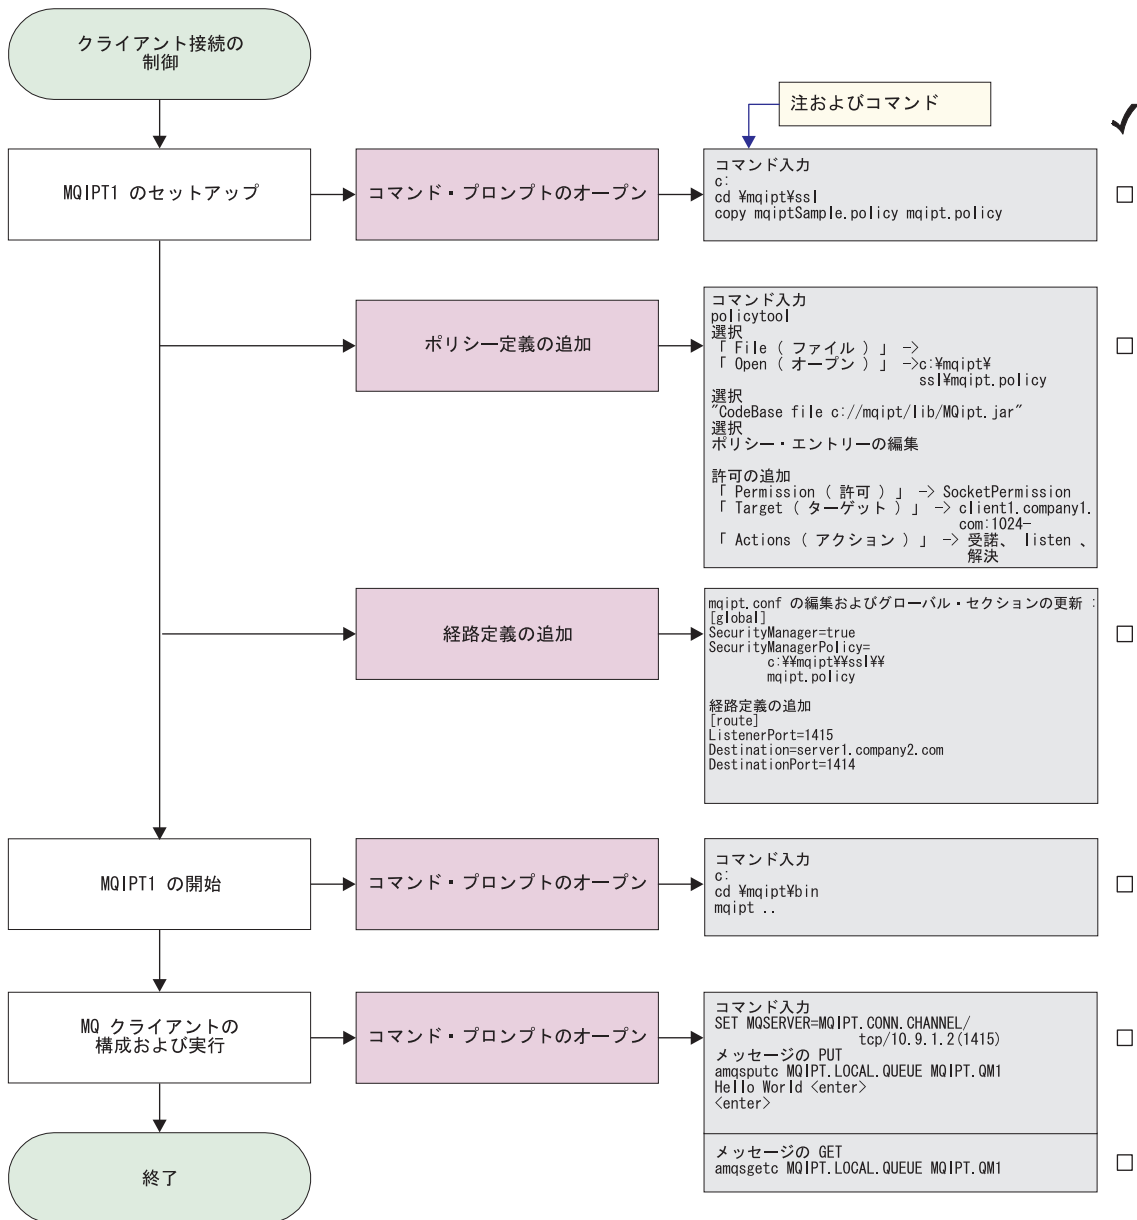 クライアント接続の
制御
注およびコマンド
MQIPT1 のセットアップ
コマンド・プロンプトのオープン
コマンド入力
c:
cd ¥mqipt¥ssl
copy mqiptSample.policy mqipt.policy
ポリシー定義の追加
コマンド入力
policytool
選択
「 File ( ファイル ) 」 ->
「 Open ( オープン ) 」 ->c:¥mqipt¥
ssl¥mqipt.policy
選択
"CodeBase file c://mqipt/lib/MQipt.jar"
選択
ポリシー・エントリーの編集
許可の追加
「 Permission ( 許可 ) 」 -> SocketPermission
「 Target ( ターゲット ) 」 -> client1.company1.
com:1024-
「 Actions ( アクション ) 」 -> 受諾、 listen 、
解決
経路定義の追加
mqipt.conf の編集およびグローバル・セクションの更新 :
[global]
SecurityManager=true
SecurityManagerPolicy=
c:¥¥mqipt¥¥ssl¥¥
mqipt.policy
経路定義の追加
[route]
ListenerPort=1415
Destination=server1.company2.com
DestinationPort=1414
MQIPT1 の開始
コマンド・プロンプトのオープン
コマンド入力
c:
cd ¥mqipt¥bin
mqipt ..
MQ クライアントの
構成および実行
コマンド・プロンプトのオープン
コマンド入力
SET MQSERVER=MQIPT.CONN.CHANNEL/
tcp/10.9.1.2(1415)
メッセージの PUT
amqsputc MQIPT.LOCAL.QUEUE MQIPT.QM1
Hello World <enter>
<enter>
メッセージの GET
amqsgetc MQIPT.LOCAL.QUEUE MQIPT.QM1
終了